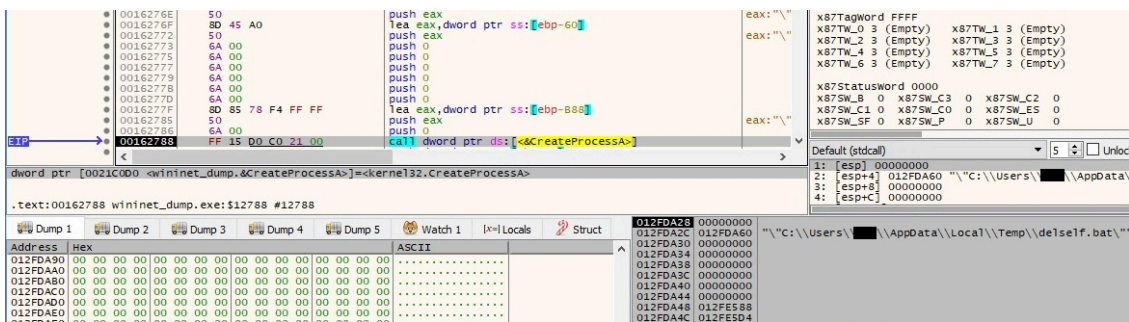 0016276E 50 push eax eax:"\"
0016276F 8D 45 A0 lea eax,dword ptr ss:[ebp-60]
00162772 50 push eax eax:"\"
00162773 6A 00 push 0
00162775 6A 00 push 0
00162777 6A 00 push 0
00162779 6A 00 push 0
0016277B 6A 00 push 0
0016277D 6A 00 push 0
0016277F 8D 85 78 F4 FF FF lea eax,dword ptr ss:[ebp-B88]
00162785 50 push eax eax:"\"
00162786 6A 00 push 0
EIP 00162788 FF 15 D0 C0 21 00 call dword ptr ds:[<&CreateProcessA>]
dword ptr [0021C0D0 <wininet_dump.&CreateProcessA>]=<kernel32.CreateProcessA>
.text:00162788 wininet_dump.exe:$12788 #12788
x87TagWord FFFF
x87TW_0 3 (Empty) x87TW_1 3 (Empty)
x87TW_2 3 (Empty) x87TW_3 3 (Empty)
x87TW_4 3 (Empty) x87TW_5 3 (Empty)
x87TW_6 3 (Empty) x87TW_7 3 (Empty)
x87StatusWord 0000
x87SW_B 0 x87SW_C3 0 x87SW_C2 0
x87SW_C1 0 x87SW_C0 0 x87SW_ES 0
x87SW_SF 0 x87SW_P 0 x87SW_U 0
Default (stdcall) 5 Unloc
1: [esp] 00000000
2: [esp+4] 012FDA60 "\"C:\\Users\\ \\AppData\
3: [esp+8] 00000000
4: [esp+C] 00000000
Dump 1 Dump 2 Dump 3 Dump 4 Dump 5 Watch 1 [x=] Locals Struct
Address Hex ASCII
012FDA90 00 00 00 00 00 00 00 00 00 00 00 00 00 00 00 00 ................
012FDAA0 00 00 00 00 00 00 00 00 00 00 00 00 00 00 00 00 ................
012FDAB0 00 00 00 00 00 00 00 00 00 00 00 00 00 00 00 00 ................
012FDAC0 00 00 00 00 00 00 00 00 00 00 00 00 00 00 00 00 ................
012FDAD0 00 00 00 00 00 00 00 00 00 00 00 00 00 00 00 00 ................
012FDAE0 00 00 00 00 00 00 00 00 00 00 00 00 00 00 00 00 ................
012FDA28 00000000
012FDA2C 012FDA60 "\"C:\\Users\\ \\AppData\\Local\\Temp\\delself.bat\""
012FDA30 00000000
012FDA34 00000000
012FDA38 00000000
012FDA3C 00000000
012FDA40 00000000
012FDA44 00000000
012FDA48 012FE588
012FDA4C 012FE5D4